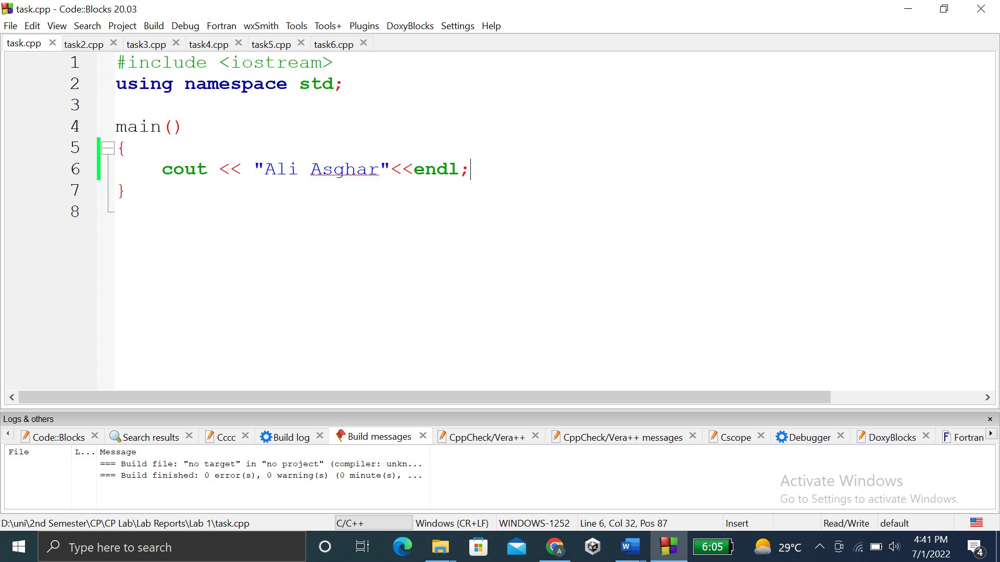 task.cpp - Code::Blocks 20.03
File Edit View Search Project Build Debug Fortran wxSmith Tools Tools+ Plugins DoxyBlocks Settings Help
task.cpp task2.cpp task3.cpp task4.cpp task5.cpp task6.cpp
1 #include <iostream>
2 using namespace std;
3
4 main()
5 {
6 cout << "Ali Asghar"<<endl;
7 }
8
Logs & others
Code::Blocks Search results Cccc Build log Build messages CppCheck/Vera++ CppCheck/Vera++ messages Cscope Debugger DoxyBlocks F Fortran
File L... Message
=== Build file: "no target" in "no project" (compiler: unkn...
=== Build finished: 0 error(s), 0 warning(s) (0 minute(s), ...
Activate Windows
Go to Settings to activate Windows.
D:\uni\2nd Semester\CP\CP Lab\Lab Reports\Lab 1\task.cpp C/C++ Windows (CR+LF) WINDOWS-1252 Line 6, Col 32, Pos 87 Insert Read/Write default
Type here to search A W 6:05 29°C 4:41 PM
7/1/2022 4